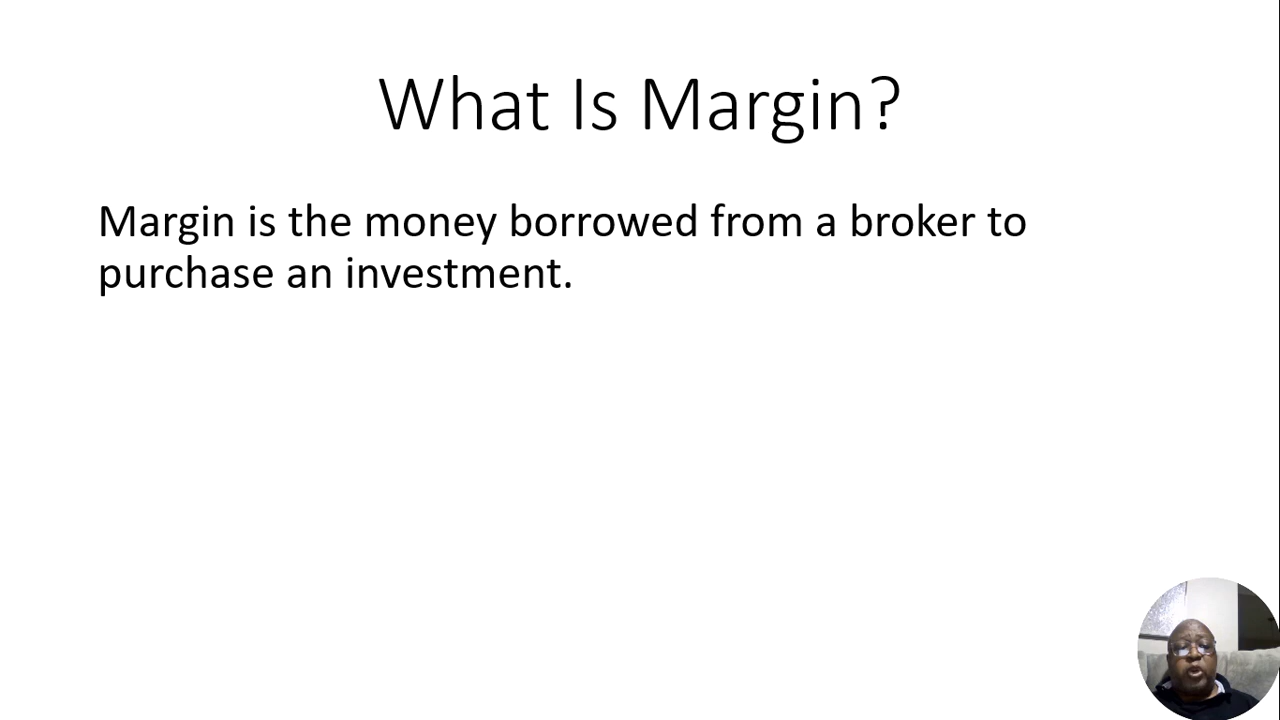 What Is Margin?
Margin is the money borrowed from a broker to
purchase an investment.